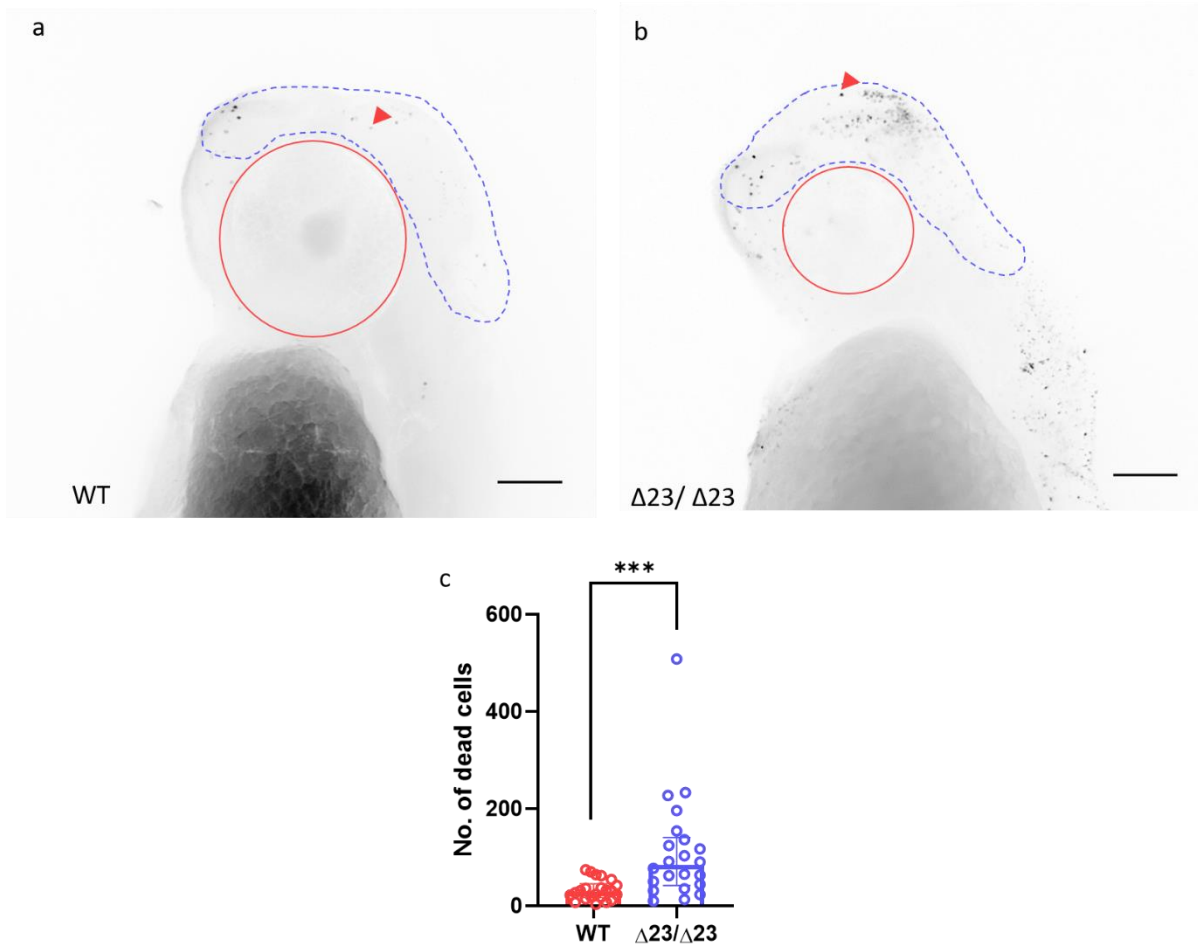 a
WT
b
Δ23/ Δ23
c
***
No. of dead cells
600
400
200
0
WT
Δ23/Δ23